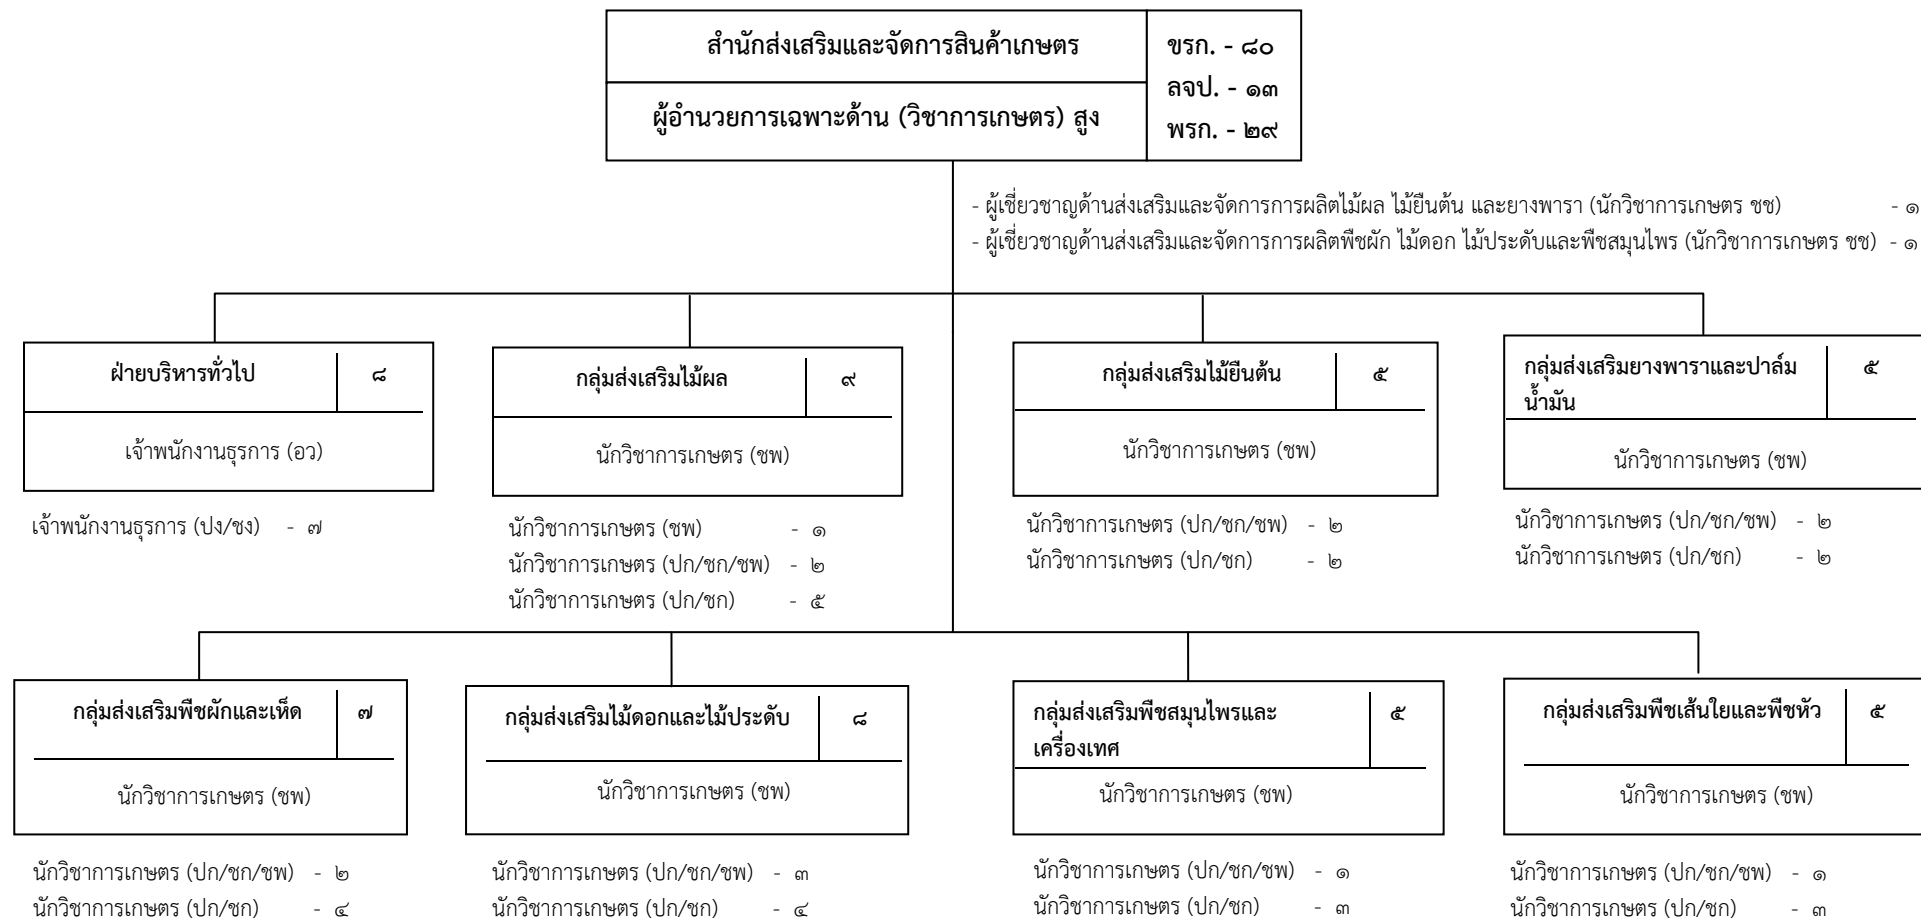 สำนักส่งเสริมและจัดการสินค้าเกษตร
ผู้อำนวยการเฉพาะด้าน (วิชาการเกษตร) สูง
ขรก. - ๘๐
ลจป. - ๑๓
พรก. - ๒๙
- ผู้เชี่ยวชาญด้านส่งเสริมและจัดการการผลิตไม้ผล ไม้ยืนต้น และยางพารา (นักวิชาการเกษตร ชช) - ๑
- ผู้เชี่ยวชาญด้านส่งเสริมและจัดการการผลิตพืชผัก ไม้ดอก ไม้ประดับและพืชสมุนไพร (นักวิชาการเกษตร ชช) - ๑
ฝ่ายบริหารทั่วไป ๘
เจ้าพนักงานธุรการ (อว)
เจ้าพนักงานธุรการ (ปง/ชง) - ๗
กลุ่มส่งเสริมไม้ผล ๙
นักวิชาการเกษตร (ชพ)
นักวิชาการเกษตร (ชพ) - ๑
นักวิชาการเกษตร (ปก/ชก/ชพ) - ๒
นักวิชาการเกษตร (ปก/ชก) - ๕
กลุ่มส่งเสริมไม้ยืนต้น ๕
นักวิชาการเกษตร (ชพ)
นักวิชาการเกษตร (ปก/ชก/ชพ) - ๒
นักวิชาการเกษตร (ปก/ชก) - ๒
กลุ่มส่งเสริมยางพาราและปาล์ม ๕
น้ำมัน
นักวิชาการเกษตร (ชพ)
นักวิชาการเกษตร (ปก/ชก/ชพ) - ๒
นักวิชาการเกษตร (ปก/ชก) - ๒
กลุ่มส่งเสริมพืชผักและเห็ด ๗
นักวิชาการเกษตร (ชพ)
นักวิชาการเกษตร (ปก/ชก/ชพ) - ๒
นักวิชาการเกษตร (ปก/ชก) - ๔
กลุ่มส่งเสริมไม้ดอกและไม้ประดับ ๘
นักวิชาการเกษตร (ชพ)
นักวิชาการเกษตร (ปก/ชก/ชพ) - ๓
นักวิชาการเกษตร (ปก/ชก) - ๔
กลุ่มส่งเสริมพืชสมุนไพรและ ๕
เครื่องเทศ
นักวิชาการเกษตร (ชพ)
นักวิชาการเกษตร (ปก/ชก/ชพ) - ๑
นักวิชาการเกษตร (ปก/ชก) - ๓
กลุ่มส่งเสริมพืชเส้นใยและพืชหัว ๕
นักวิชาการเกษตร (ชพ)
นักวิชาการเกษตร (ปก/ชก/ชพ) - ๑
นักวิชาการเกษตร (ปก/ชก) - ๓